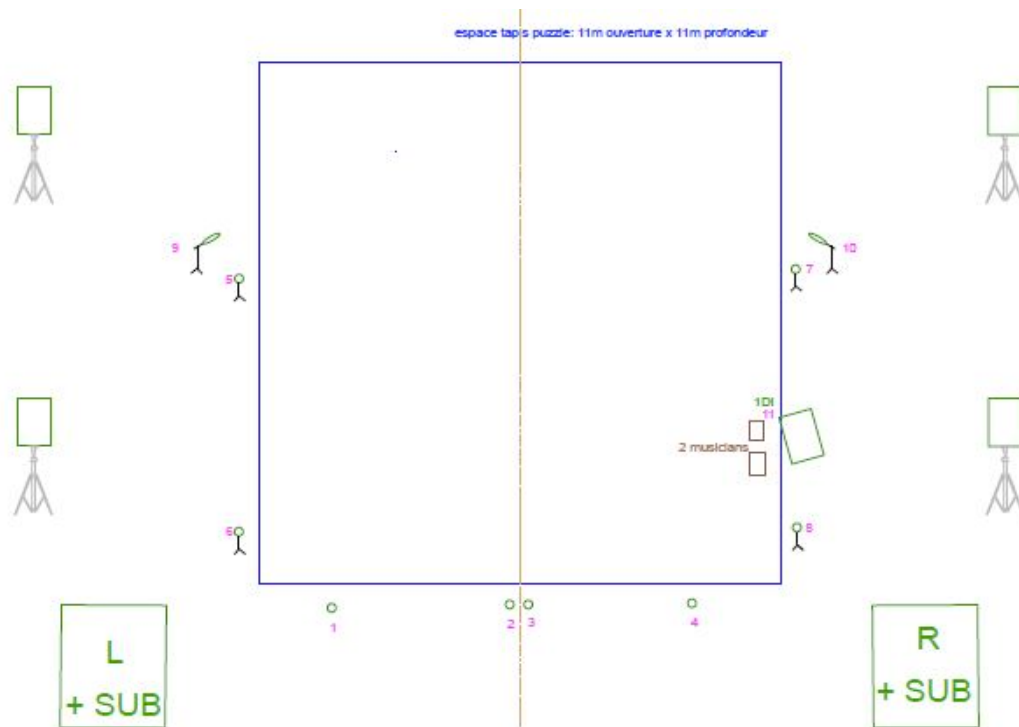 espace tapis puzzle: 11m ouverture x 11m profondeur
9
10
5
7
1DI
11
2 musicians
6
8
1
2
3
4
L
+ SUB
R
+ SUB